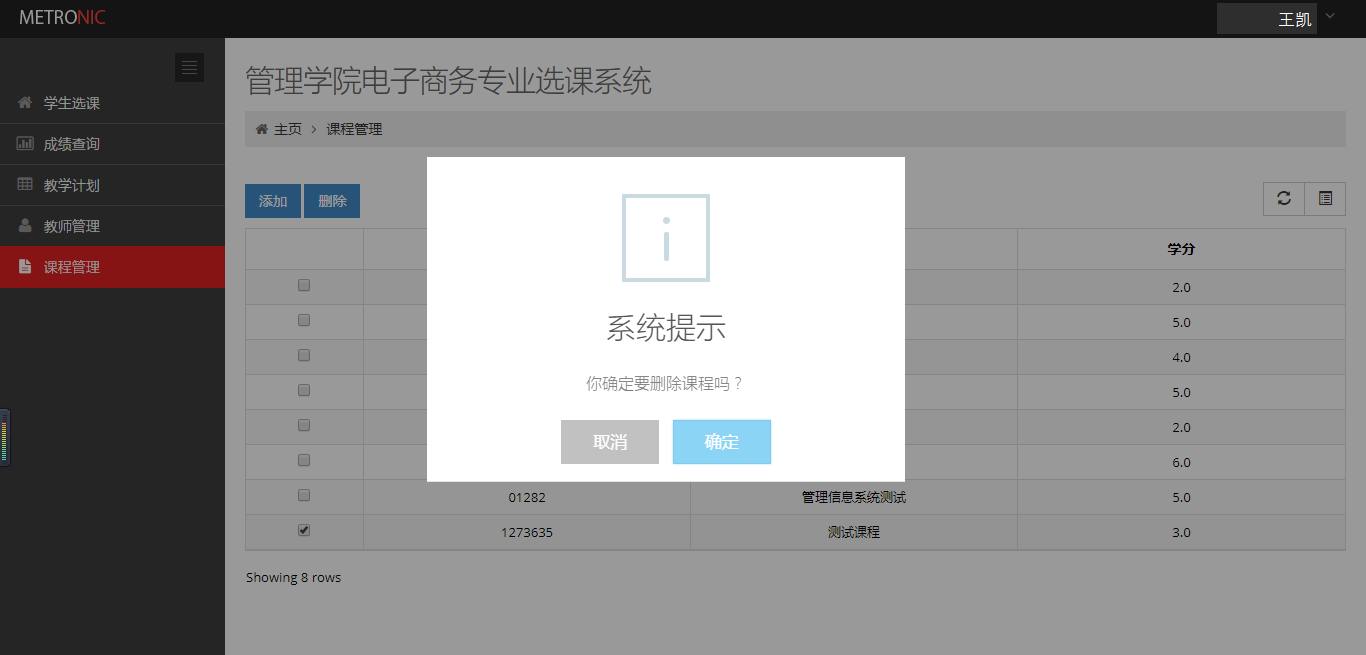 METRONIC
王凯
学生选课
成绩查询
教学计划
教师管理
课程管理
管理学院电子商务专业选课系统
主页 > 课程管理
添加 删除
学分
2.0
5.0
4.0
5.0
2.0
6.0
系统提示
你确定要删除课程吗？
取消 确定
01282 管理信息系统测试 5.0
1273635 测试课程 3.0
Showing 8 rows